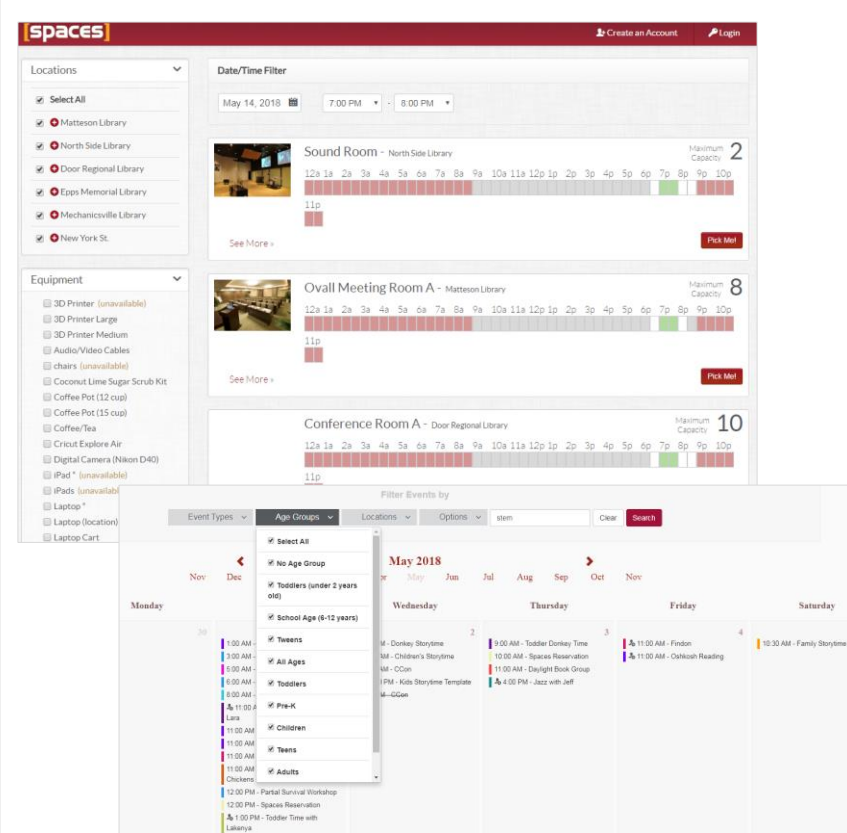 [spaces]
Create an Account Login
Locations
Select All
Matteson Library
North Side Library
Door Regional Library
Epps Memorial Library
Mechanicsville Library
New York St.
Equipment
3D Printer (unavailable)
3D Printer Large
3D Printer Medium
Audio/Video Cables
chairs (unavailable)
Coconut Lime Sugar Scrub Kit
Coffee Pot (12 cup)
Coffee Pot (15 cup)
Coffee/Tea
Cricut Explore Air
Digital Camera (Nikon D40)
iPad * (unavailable)
iPads
Laptop *
Laptop (location)
Laptop Cart
Date/Time Filter
May 14, 2018 7:00 PM - 8:00 PM
Sound Room - North Side Library Maximum Capacity 2
12a 1a 2a 3a 4a 5a 6a 7a 8a 9a 10a 11a 12p 1p 2p 3p 4p 5p 6p 7p 8p 9p 10p
11p
See More » Pick Me!
Ovall Meeting Room A - Matteson Library Maximum Capacity 8
12a 1a 2a 3a 4a 5a 6a 7a 8a 9a 10a 11a 12p 1p 2p 3p 4p 5p 6p 7p 8p 9p 10p
11p
See More » Pick Me!
Conference Room A - Door Regional Library Maximum Capacity 10
12a 1a 2a 3a 4a 5a 6a 7a 8a 9a 10a 11a 12p 1p 2p 3p 4p 5p 6p 7p 8p 9p 10p
11p
Filter Events by
Event Types Age Groups Locations Options stem Clear Search
Select All
No Age Group
Toddlers (under 2 years
old)
School Age (6-12 years)
Tweens
All Ages
Toddlers
Pre-K
Children
Teens
Adults
May 2018
Nov Dec May Jun Jul Aug Sep Oct Nov
Monday Wednesday Thursday Friday Saturday
30
1:00 AM -
3:00 AM -
5:00 AM -
6:00 AM -
8:00 AM -
11:00 A
Lara
11:00 AM
11:00 AM
11:00 AM
11:00 AM
Chickens
12:00 PM - Partial Survival Workshop
12:00 PM - Spaces Reservation
1:00 PM - Toddler Time with
Lakenya
2
- Donkey Storytime
- Children's Storytime
- CCon
PM - Kids Storytime Template
- CCon
3
9:00 AM - Toddler Donkey Time
10:00 AM - Spaces Reservation
11:00 AM - Daylight Book Group
4:00 PM - Jazz with Jeff
4
11:00 AM - Findon
11:00 AM - Oshkosh Reading
10:30 AM - Family Storytime